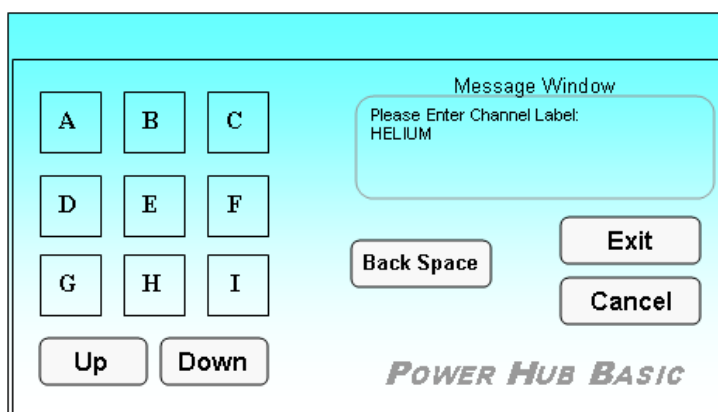 Message Window
Please Enter Channel Label:
HELIUM
A B C
D E F
G H I
Back Space
Exit
Cancel
Up Down
POWER HUB BASIC